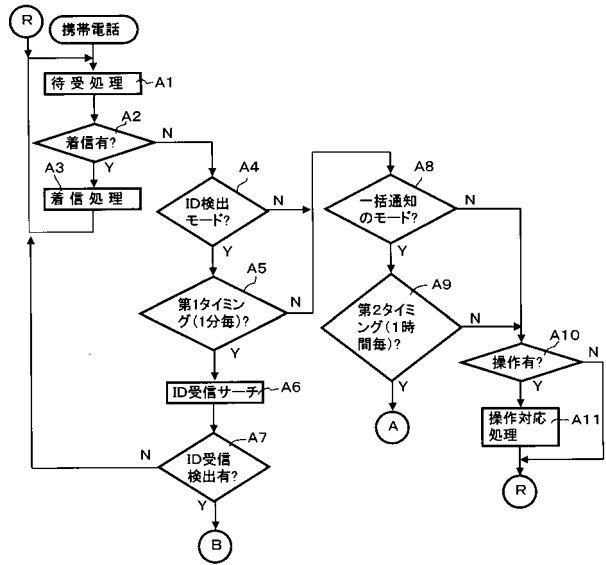 R
携帯電話
待受処理
A1
着信有?
A2
N
Y
着信処理
A3
ID検出
モード?
A4
N
Y
第1タイミン
グ(1分毎)?
A5
N
Y
ID受信サーチ
A6
ID受信
検出有?
A7
N
Y
B
一括通知
のモード?
A8
N
Y
第2タイミ
ング(1時
間毎)?
A9
N
Y
A
操作有?
A10
N
Y
操作対応
処理
A11
R